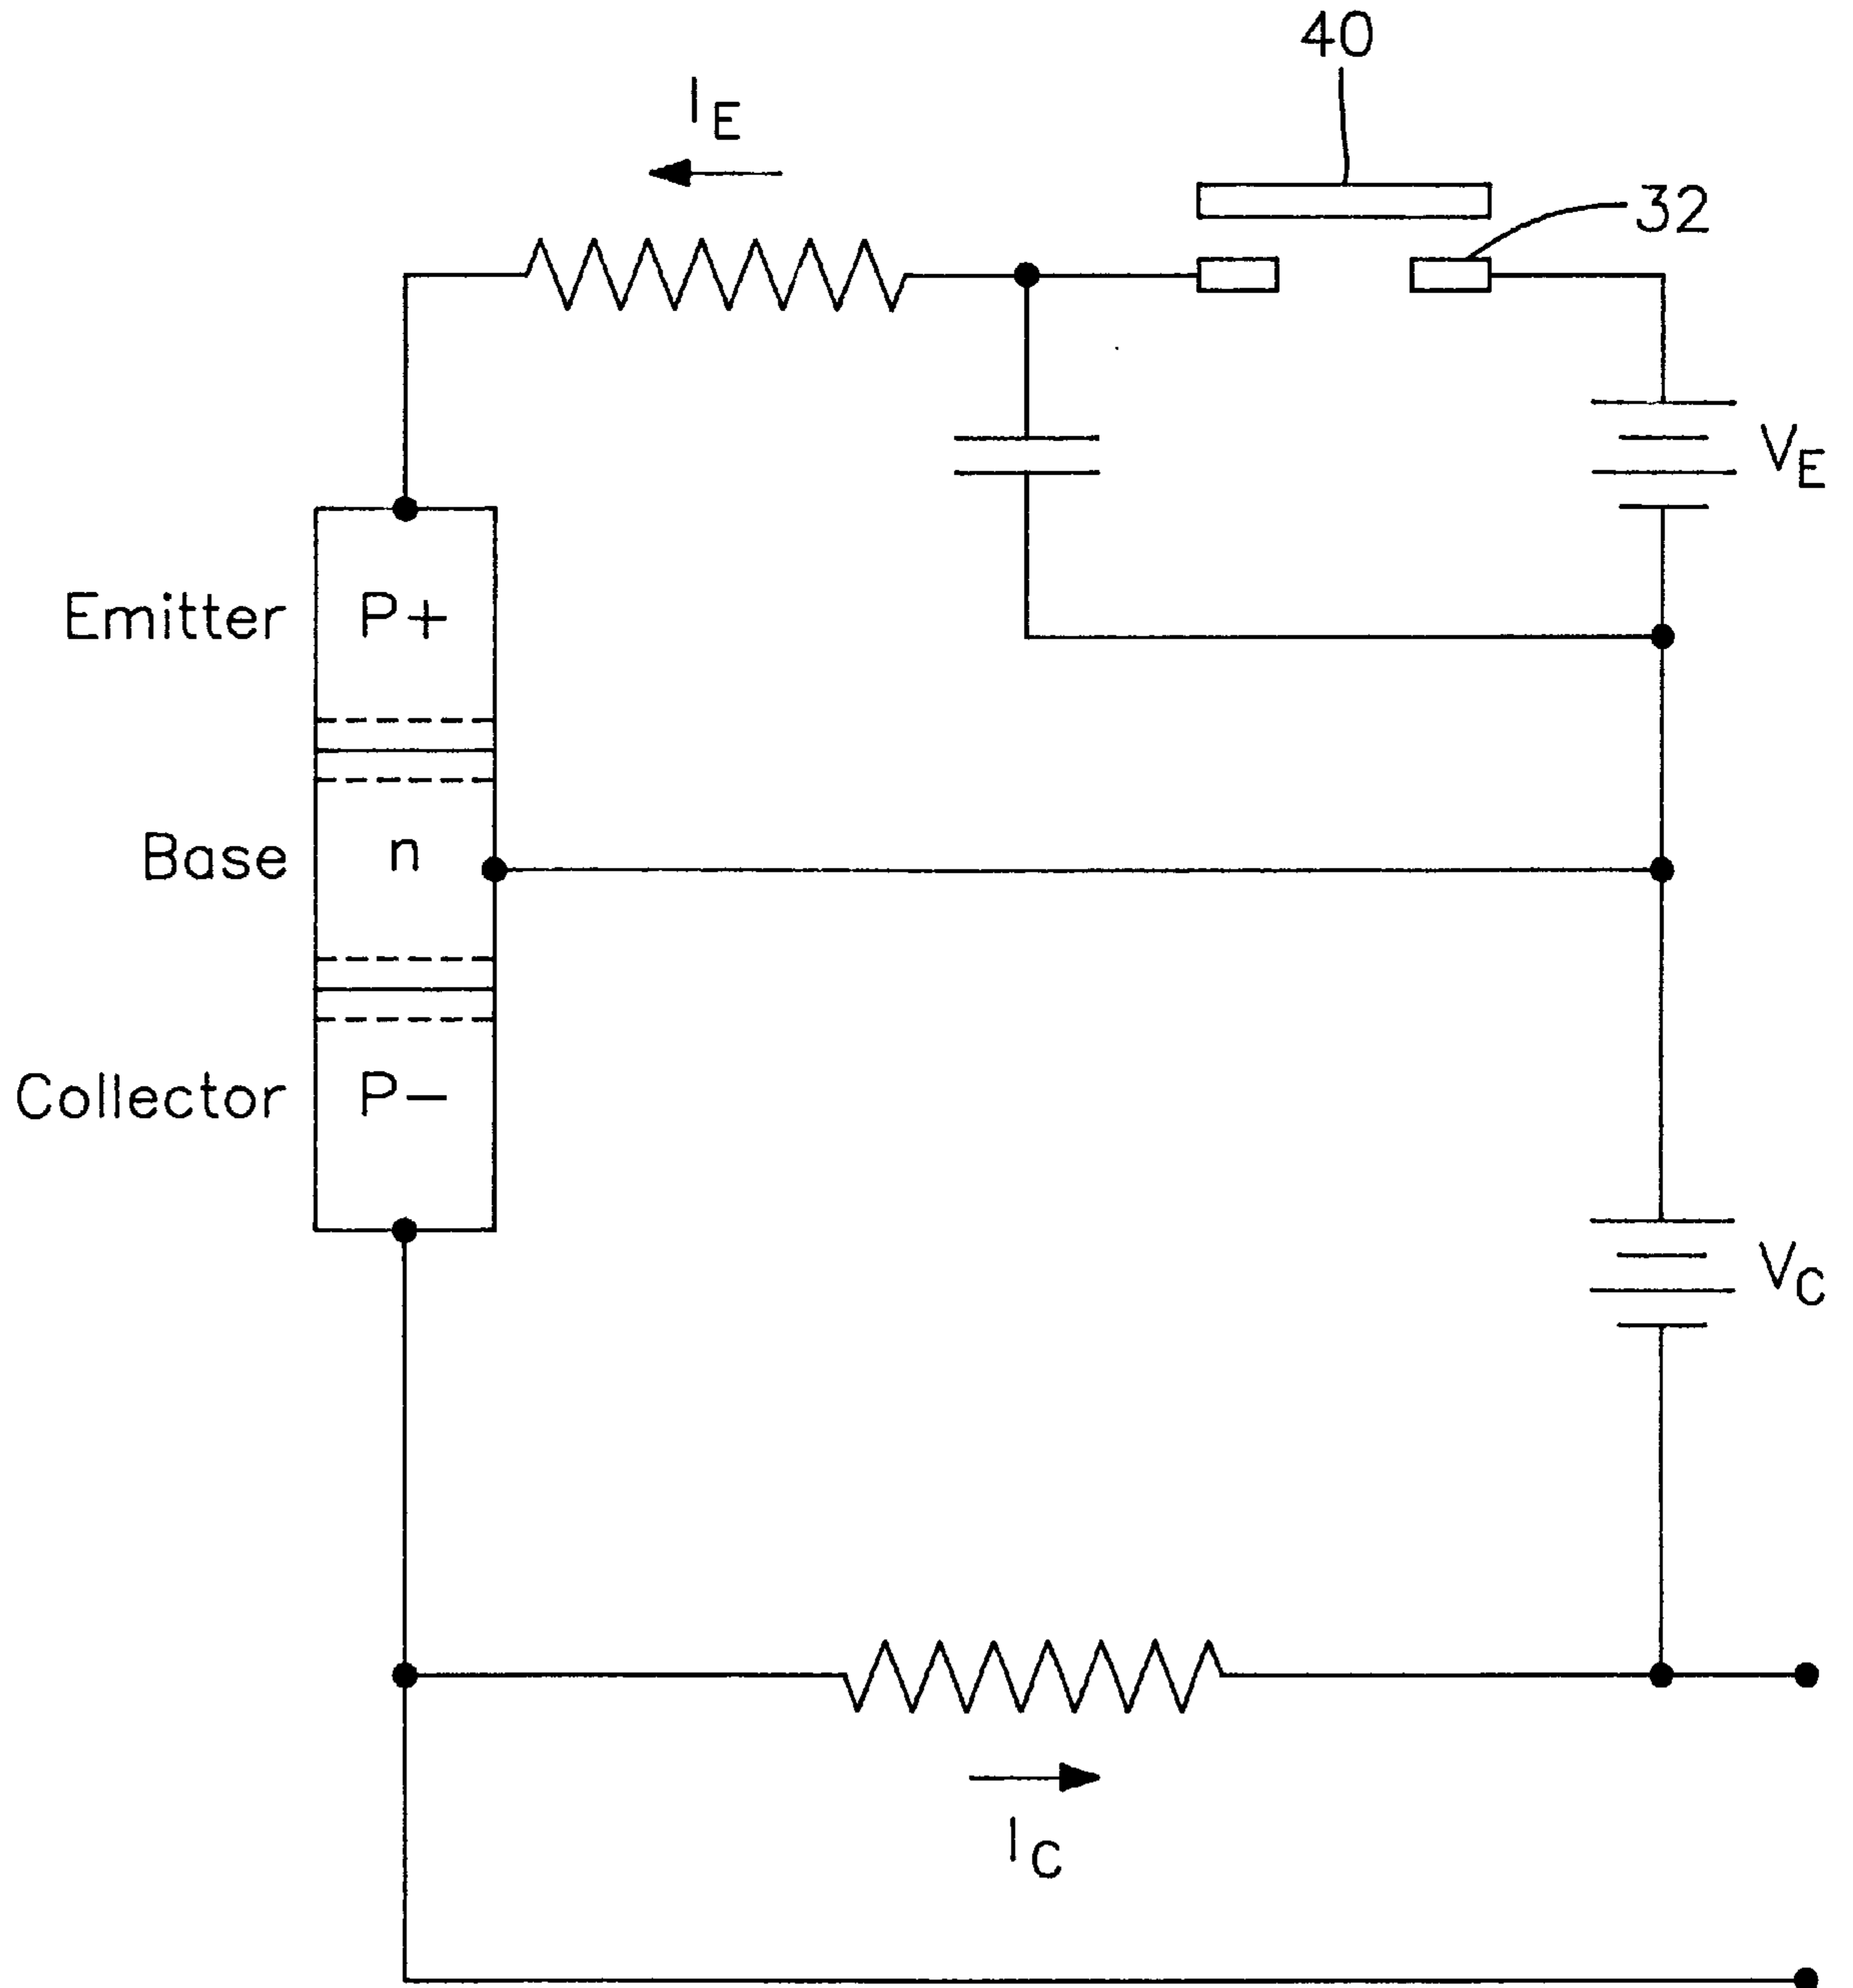 40
I_E
32
V_E
Emitter P+
Base n
Collector P-
V_C
I_C